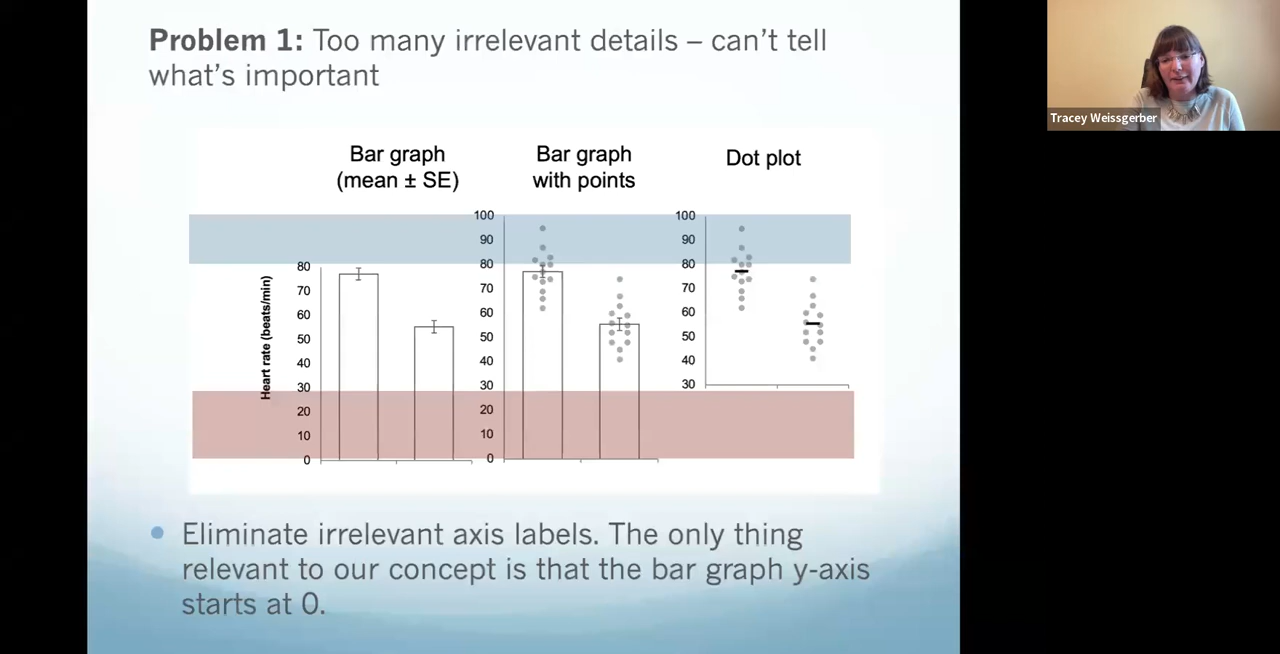 Problem 1: Too many irrelevant details – can't tell
what's important
Tracey Weissgerber
Bar graph
(mean ± SE)
Bar graph
with points
Dot plot
Heart rate (beats/min)
80
70
60
50
40
30
20
10
0
100
90
80
70
60
50
40
30
20
10
0
100
90
80
70
60
50
40
30
• Eliminate irrelevant axis labels. The only thing
relevant to our concept is that the bar graph y-axis
starts at 0.